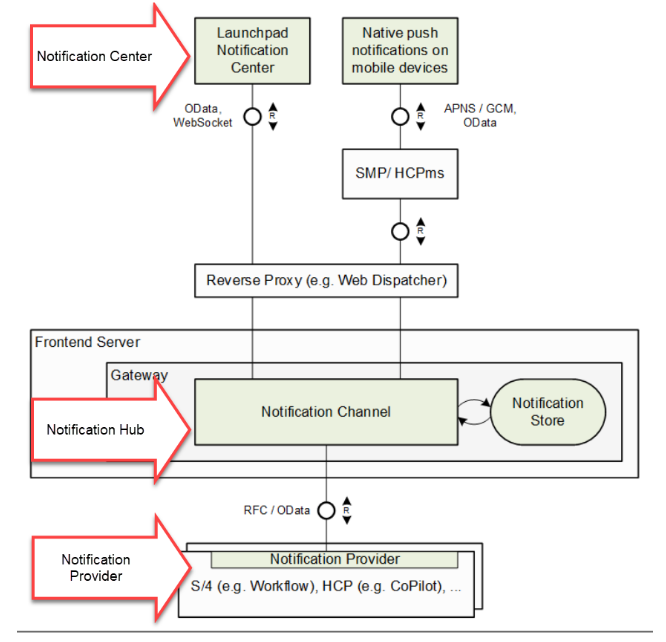 Notification Center
Launchpad
Notification
Center
Native push
notifications on
mobile devices
OData,
WebSocket
R
R
APNS / GCM,
OData
SMP/ HCPms
R
Reverse Proxy (e.g. Web Dispatcher)
Frontend Server
Gateway
Notification Hub
Notification Channel
Notification
Store
RFC / OData
R
Notification
Provider
Notification Provider
S/4 (e.g. Workflow), HCP (e.g. CoPilot), ...